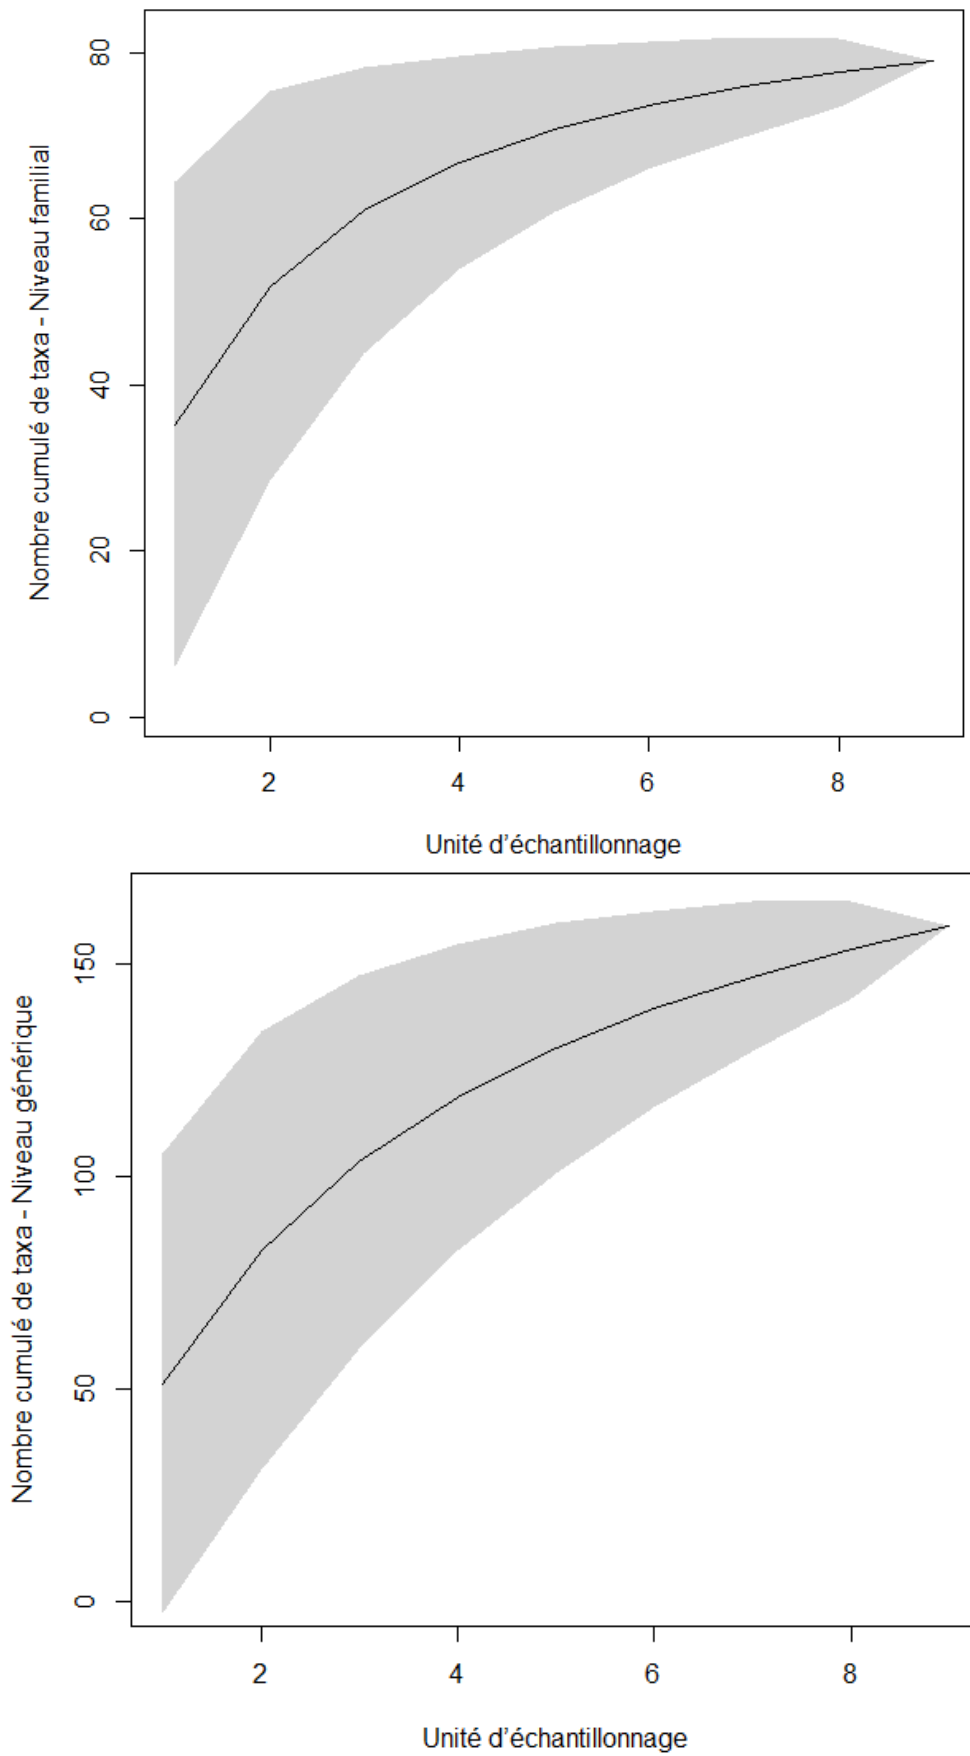 Nombre cumulé de taxa - Niveau familial
80
60
40
20
0
2 4 6 8
Unité d’échantillonnage
Nombre cumulé de taxa - Niveau générique
150
100
50
0
2 4 6 8
Unité d’échantillonnage